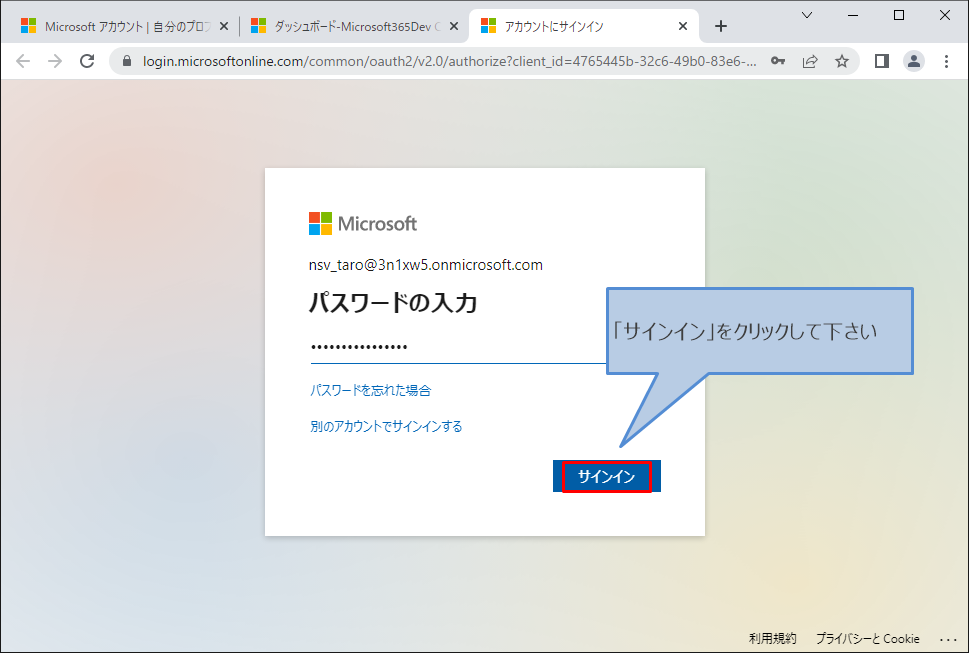 Microsoft アカウント | 自分のプロフ
ダッシュボード-Microsoft365Dev
アカウントにサインイン
login.microsoftonline.com/common/oauth2/v2.0/authorize?client_id=4765445b-32c6-49b0-83e6-...
Microsoft
nsv_taro@3n1xw5.onmicrosoft.com
パスワードの入力
「サインイン」をクリックして下さい
パスワードを忘れた場合
別のアカウントでサインインする
サインイン
利用規約 プライバシーと Cookie ...